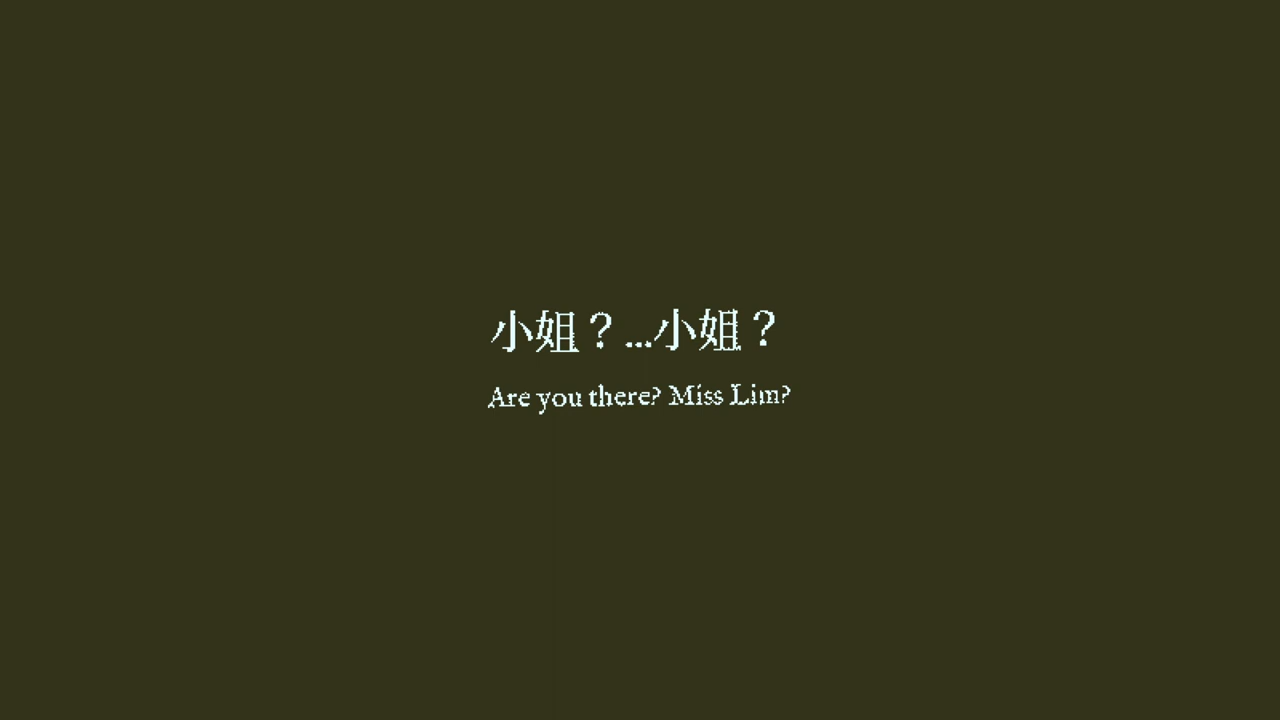 小姐？...小姐？
Are you there? Miss Lim?